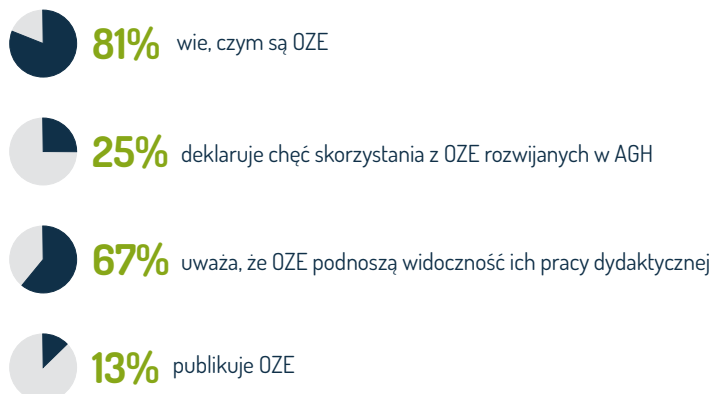 81% wie, czym są OZE
25% deklaruje chęć skorzystania z OZE rozwijanych w AGH
67% uważa, że OZE podnoszą widoczność ich pracy dydaktycznej
13% publikuje OZE